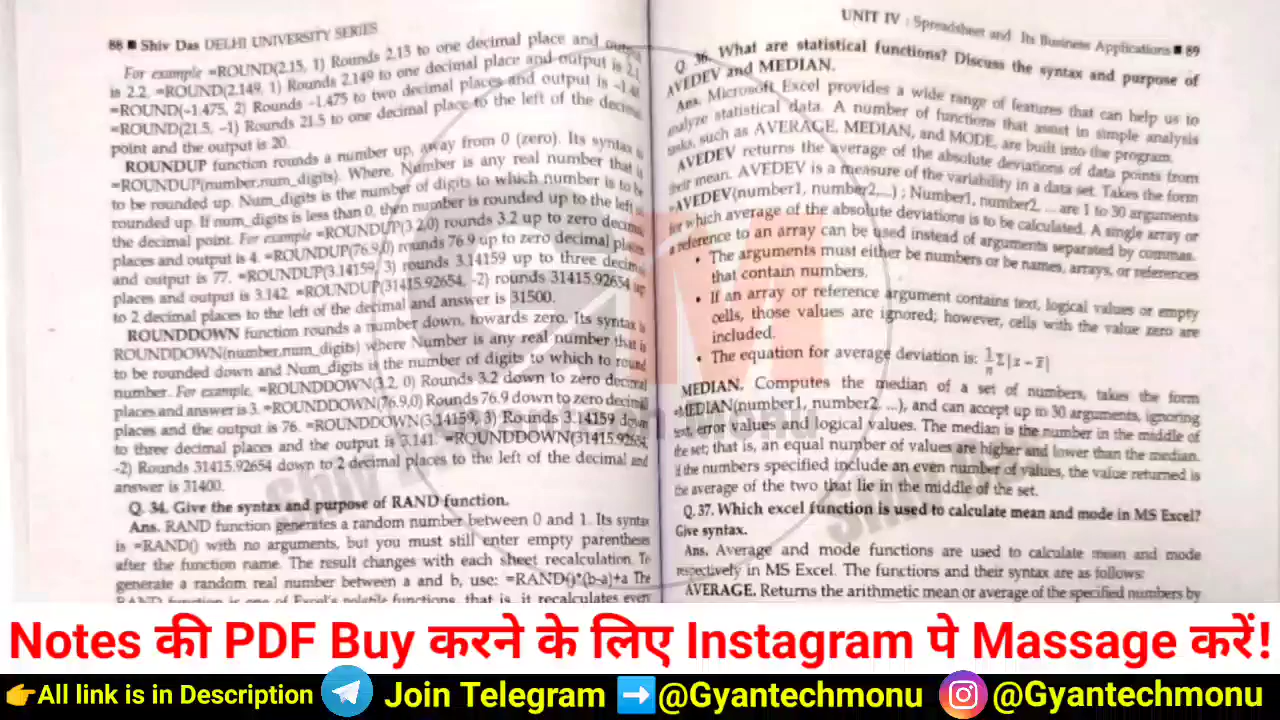 88 ■ Shiv Das DELHI UNIVERSITY SERIES
For example =ROUND(2.15, 1) Rounds 2.15 to one decimal place and
is 2.2. =ROUND(2.149, 1) Rounds 2.149 to one decimal place and output is 2.1.
=ROUND(-1.475, 2) Rounds -1.475 to two decimal places and output is -1.48
=ROUND(21.5, -1) Rounds 21.5 to one decimal place to the left of the decimal
point and the output is 20.
ROUNDUP function rounds a number up, away from 0 (zero). Its syntax is
=ROUNDUP(number,num_digits). Where, Number is any real number that is
to be rounded up. Num_digits is the number of digits to which number is to be
rounded up. If num_digits is less than 0, then number is rounded up to the left of
the decimal point. For example =ROUNDUP(3.2,0) rounds 3.2 up to zero decimal
places and output is 4. =ROUNDUP(76.9,0) rounds 76.9 up to zero decimal places
and output is 77. =ROUNDUP(3.14159, 3) rounds 3.14159 up to three decimal
places and output is 3.142. =ROUNDUP(31415.92654, -2) rounds 31415.92654 up
to 2 decimal places to the left of the decimal and answer is 31500.
ROUNDDOWN function rounds a number down, towards zero. Its syntax is
ROUNDDOWN(number,num_digits) where Number is any real number that is
to be rounded down and Num_digits is the number of digits to which to round
number. For example, =ROUNDDOWN(3.2, 0) Rounds 3.2 down to zero decimal
places and answer is 3. =ROUNDDOWN(76.9,0) Rounds 76.9 down to zero decimal
places and the output is 76. =ROUNDDOWN(3.14159, 3) Rounds 3.14159 down
to three decimal places and the output is 3.141. =ROUNDDOWN(31415.92654,
-2) Rounds 31415.92654 down to 2 decimal places to the left of the decimal and
answer is 31400.
Q. 34. Give the syntax and purpose of RAND function.
Ans. RAND function generates a random number between 0 and 1. Its syntax
is =RAND() with no arguments, but you must still enter empty parentheses
after the function name. The result changes with each sheet recalculation. To
generate a random real number between a and b, use: =RAND()*(b-a)+a The
RAND function is one of Excel's volatile functions, that is, it recalculates every
UNIT IV : Spreadsheet and Its Business Applications ■ 89
Q. 36. What are statistical functions? Discuss the syntax and purpose of
AVEDEV and MEDIAN.
Ans. Microsoft Excel provides a wide range of features that can help us to
analyze statistical data. A number of functions that assist in simple analysis
tasks, such as AVERAGE, MEDIAN, and MODE, are built into the program.
AVEDEV returns the average of the absolute deviations of data points from
their mean. AVEDEV is a measure of the variability in a data set. Takes the form
=AVEDEV(number1, number2,...) ; Number1, number2, ... are 1 to 30 arguments
for which average of the absolute deviations is to be calculated. A single array or
a reference to an array can be used instead of arguments separated by commas.
• The arguments must either be numbers or be names, arrays, or references
that contain numbers.
• If an array or reference argument contains text, logical values or empty
cells, those values are ignored; however, cells with the value zero are
included.
• The equation for average deviation is: 1/n Σ|x − x̅|
MEDIAN. Computes the median of a set of numbers, takes the form
=MEDIAN(number1, number2, ...), and can accept up to 30 arguments, ignoring
text, error values and logical values. The median is the number in the middle of
the set; that is, an equal number of values are higher and lower than the median.
if the numbers specified include an even number of values, the value returned is
the average of the two that lie in the middle of the set.
Q.37. Which excel function is used to calculate mean and mode in MS Excel?
Give syntax.
Ans. Average and mode functions are used to calculate mean and mode
respectively in MS Excel. The functions and their syntax are as follows:
AVERAGE. Returns the arithmetic mean or average of the specified numbers by
Notes की PDF Buy करने के लिए Instagram पे Massage करें!
👉All link is in Description Join Telegram ➡️@Gyantechmonu @Gyantechmonu